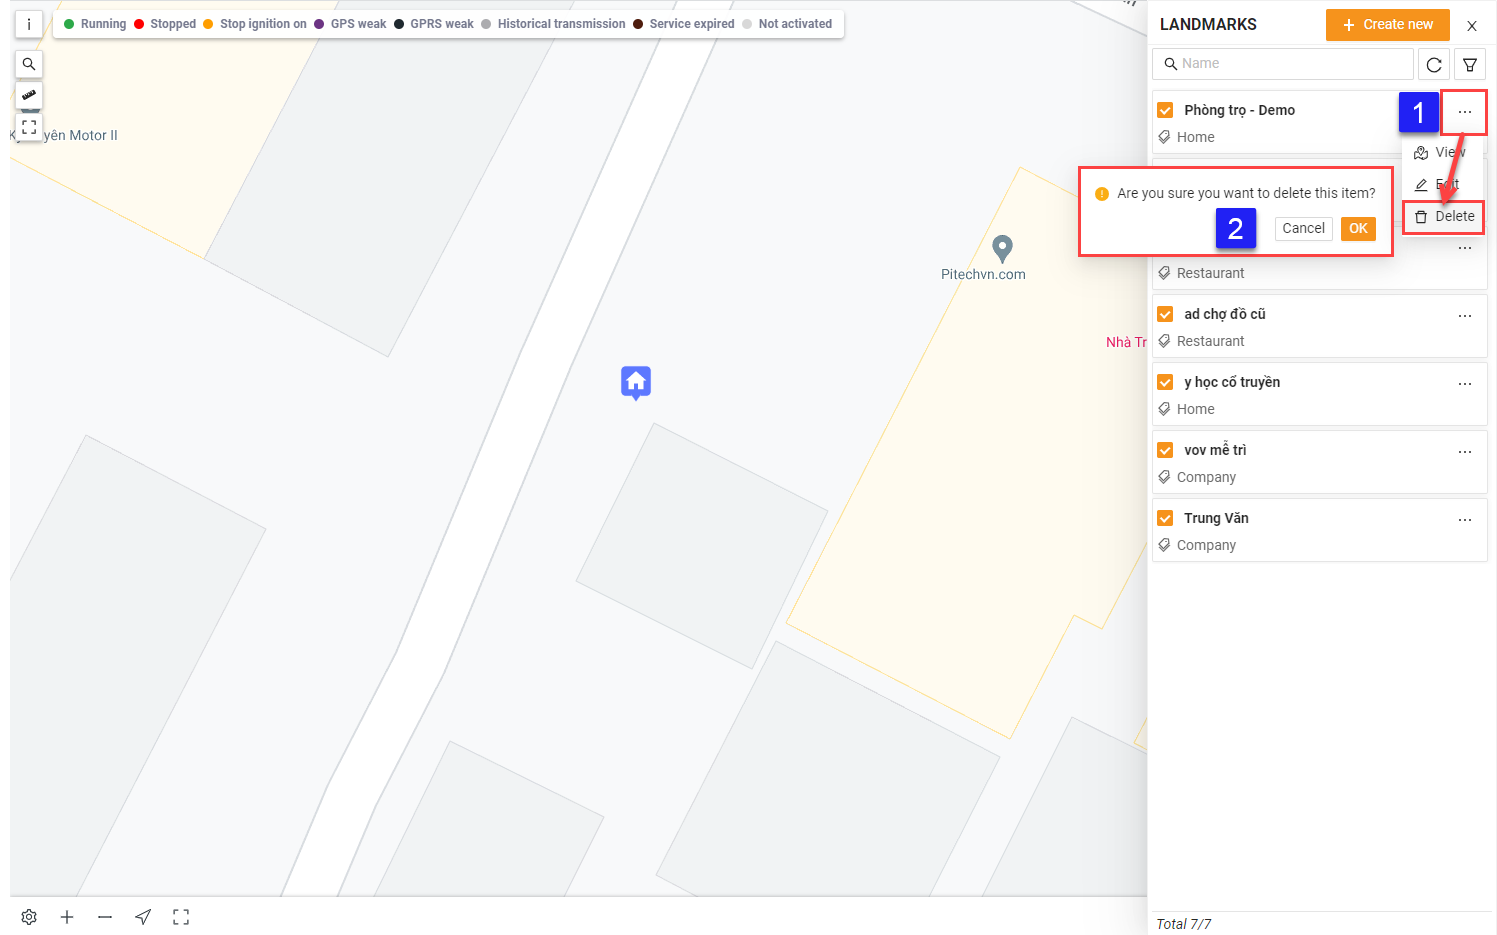 i
Running Stopped Stop ignition on GPS weak GPRS weak Historical transmission Service expired Not activated
LANDMARKS
+ Create new
X
Name
yên Motor II
1
Phòng trọ - Demo
Home
View
Edit
Delete
Are you sure you want to delete this item?
2
Cancel
OK
Pitechvn.com
Restaurant
ad chợ đồ cũ
Restaurant
Nhà Tr
y học cổ truyền
Home
vov mễ trì
Company
Trung Văn
Company
Total 7/7